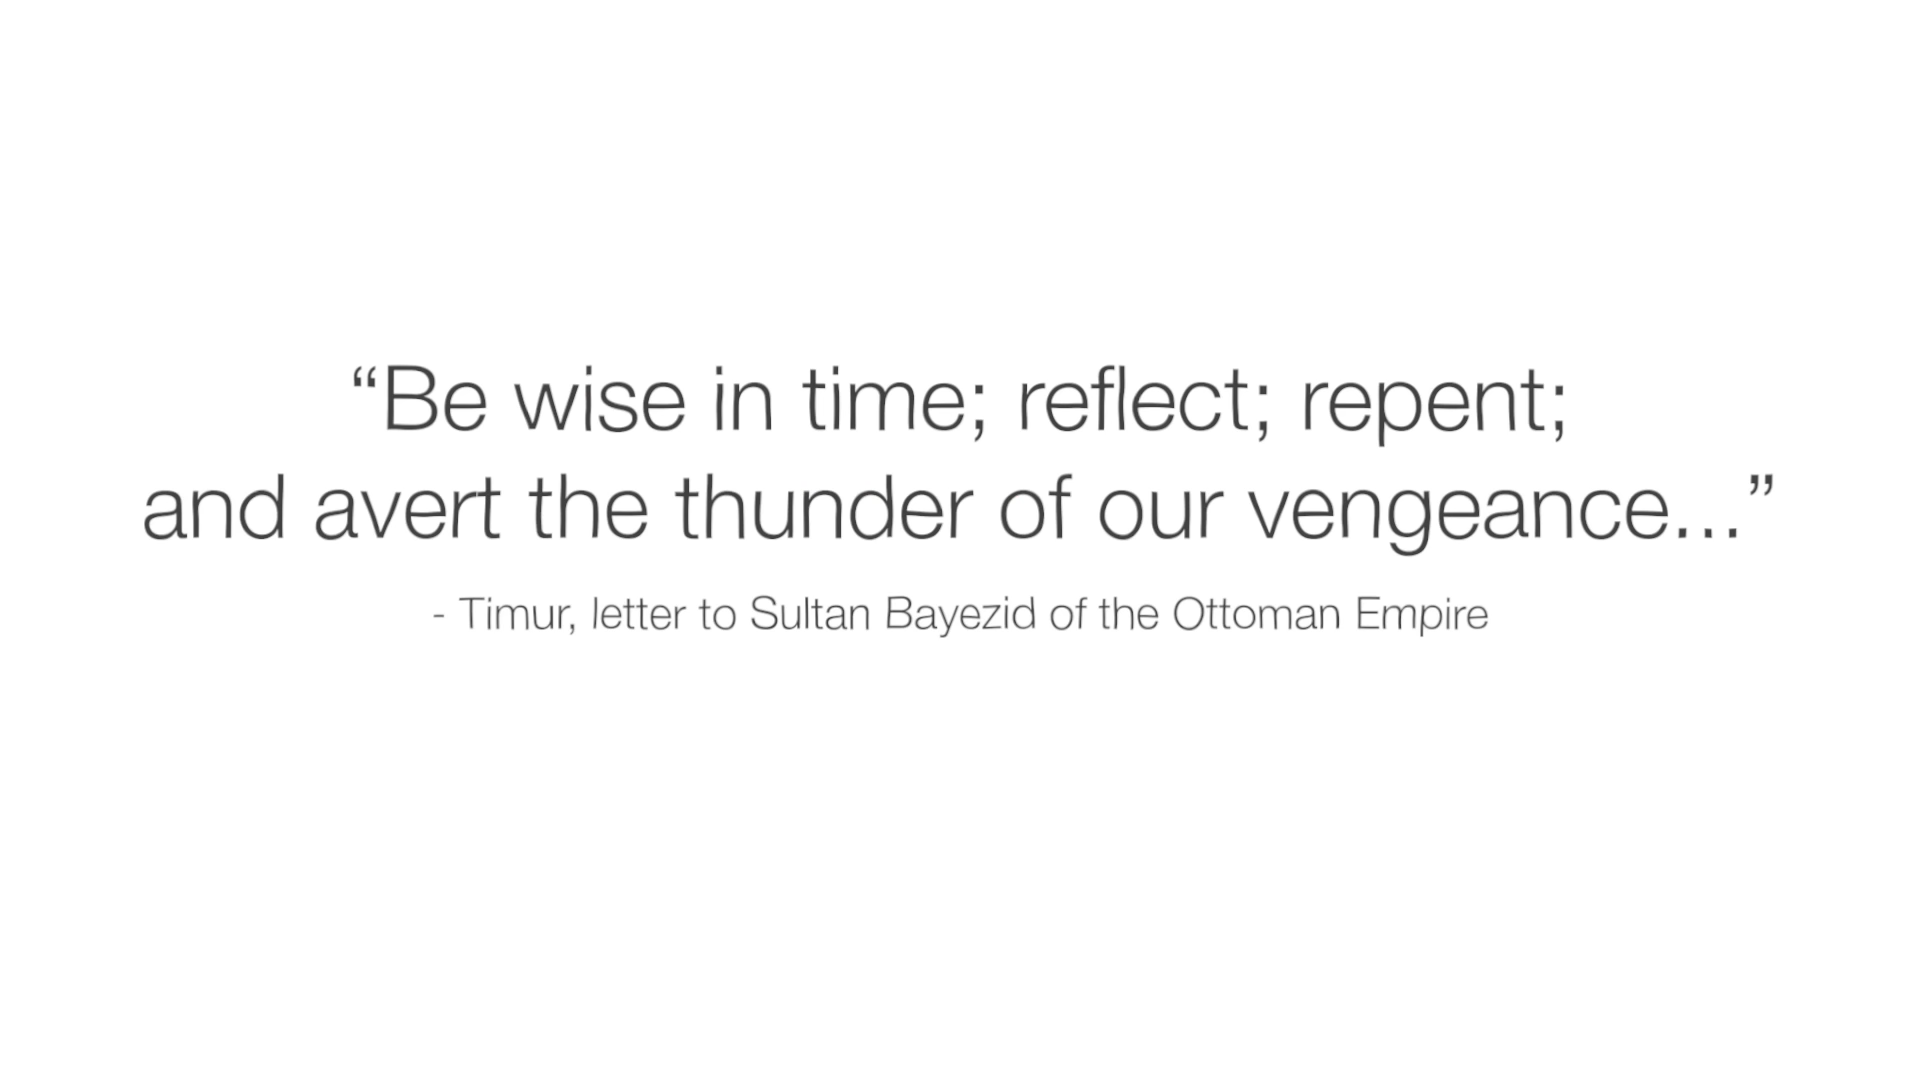 “Be wise in time; reflect; repent;
and avert the thunder of our vengeance...”
- Timur, letter to Sultan Bayezid of the Ottoman Empire